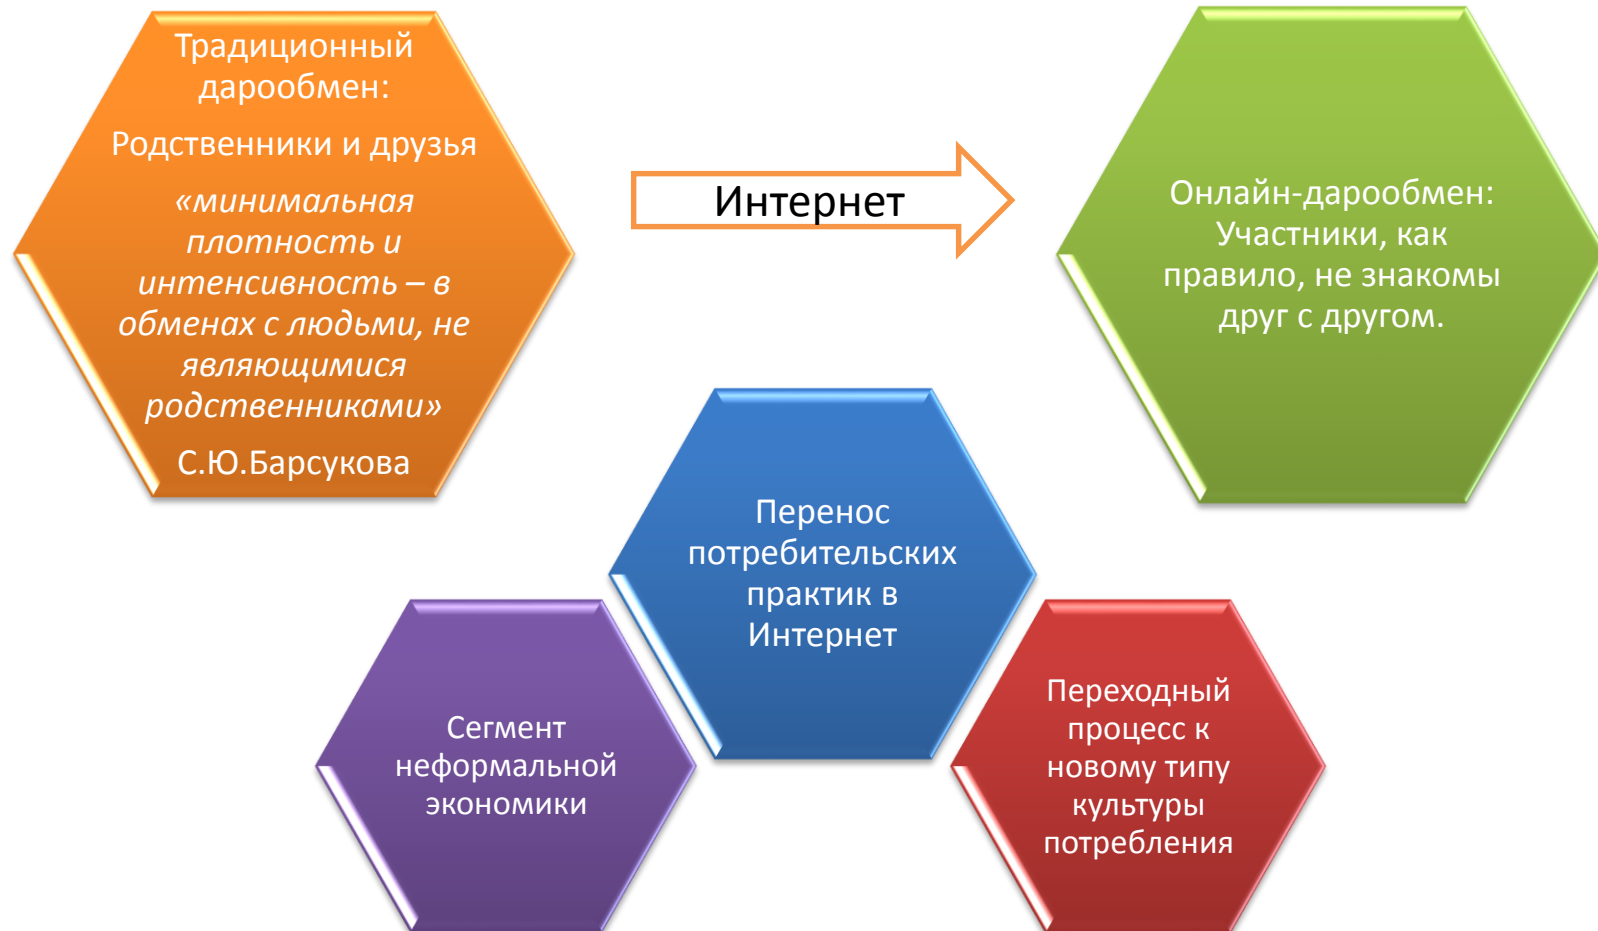 Традиционный
дарообмен:
Родственники и друзья
«минимальная
плотность и
интенсивность – в
обменах с людьми, не
являющимися
родственниками»
С.Ю.Барсукова
Интернет
Онлайн-дарообмен:
Участники, как
правило, не знакомы
друг с другом.
Перенос
потребительских
практик в
Интернет
Сегмент
неформальной
экономики
Переходный
процесс к
новому типу
культуры
потребления